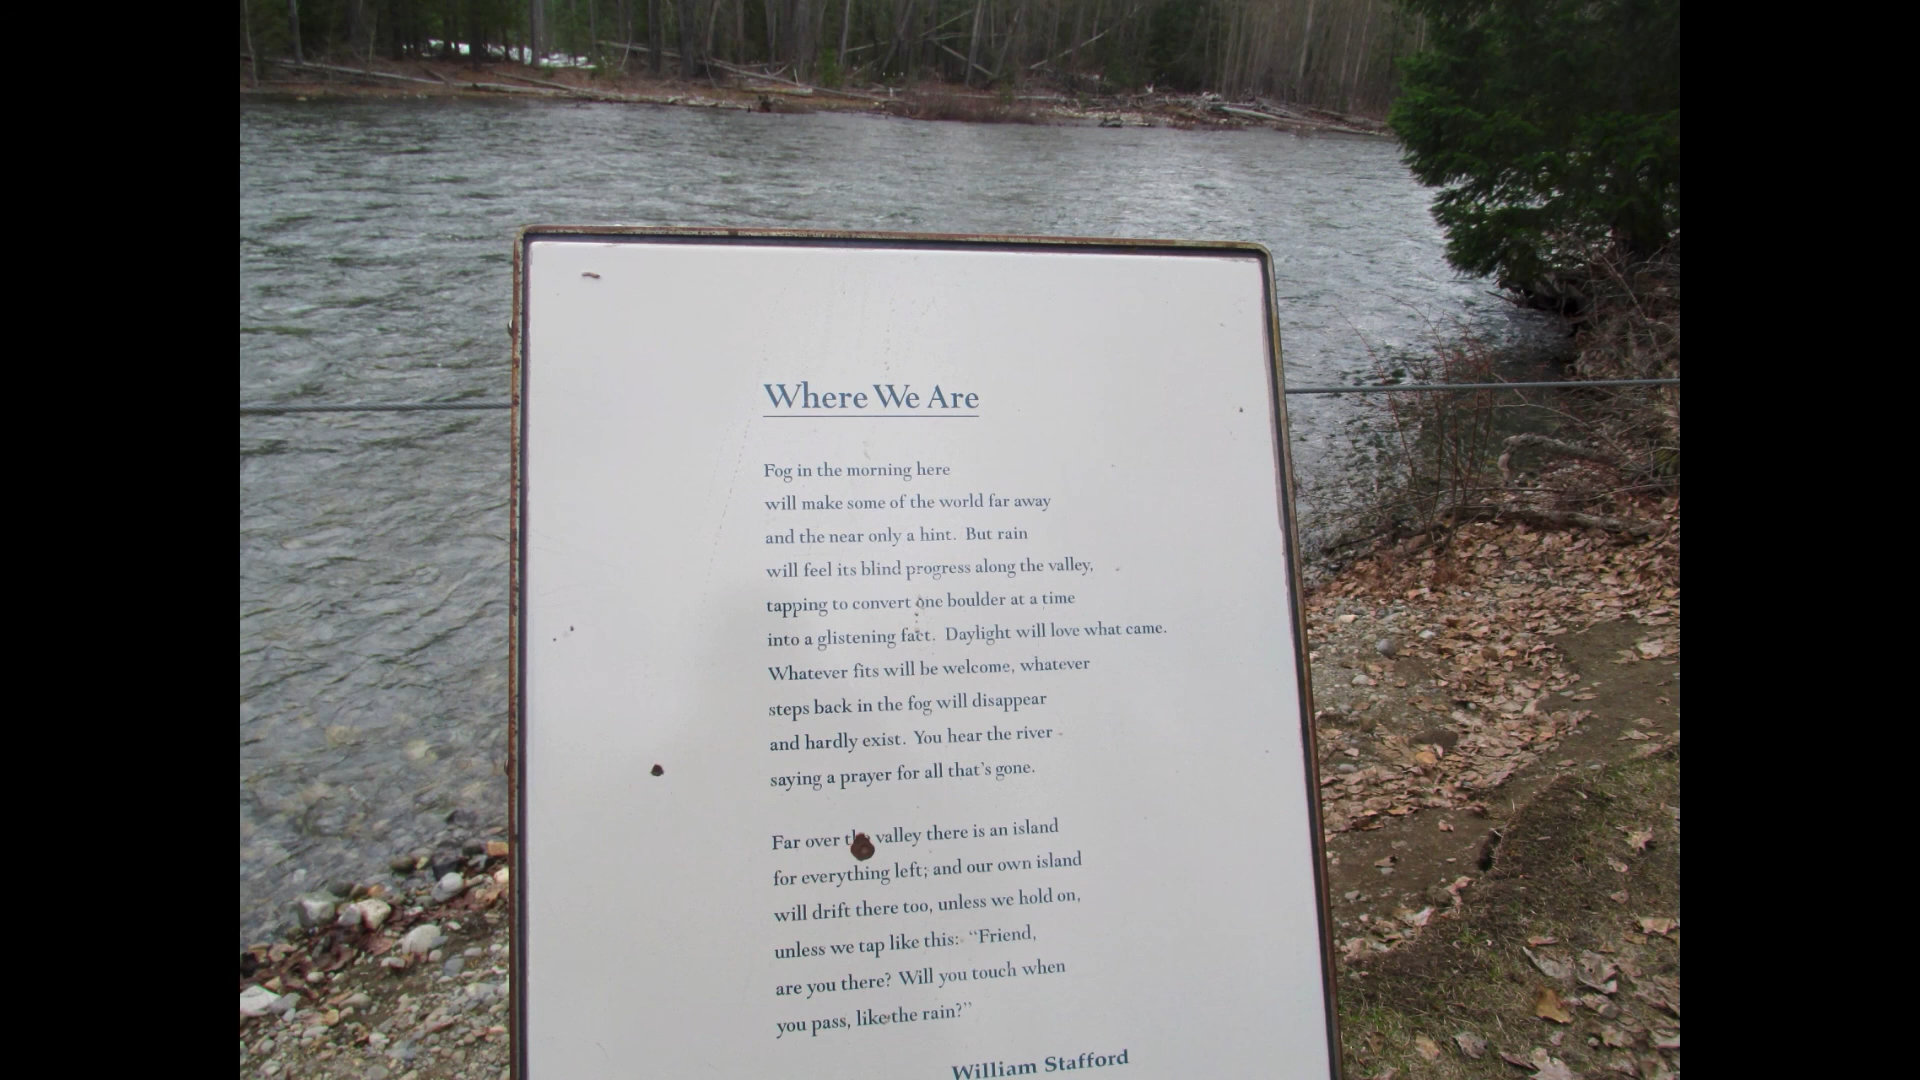 Where We Are
Fog in the morning here
will make some of the world far away
and the near only a hint. But rain
will feel its blind progress along the valley,
tapping to convert one boulder at a time
into a glistening fact. Daylight will love what came.
Whatever fits will be welcome, whatever
steps back in the fog will disappear
and hardly exist. You hear the river
saying a prayer for all that's gone.
Far over the valley there is an island
for everything left; and our own island
will drift there too, unless we hold on,
unless we tap like this: “Friend,
are you there? Will you touch when
you pass, like the rain?”
William Stafford